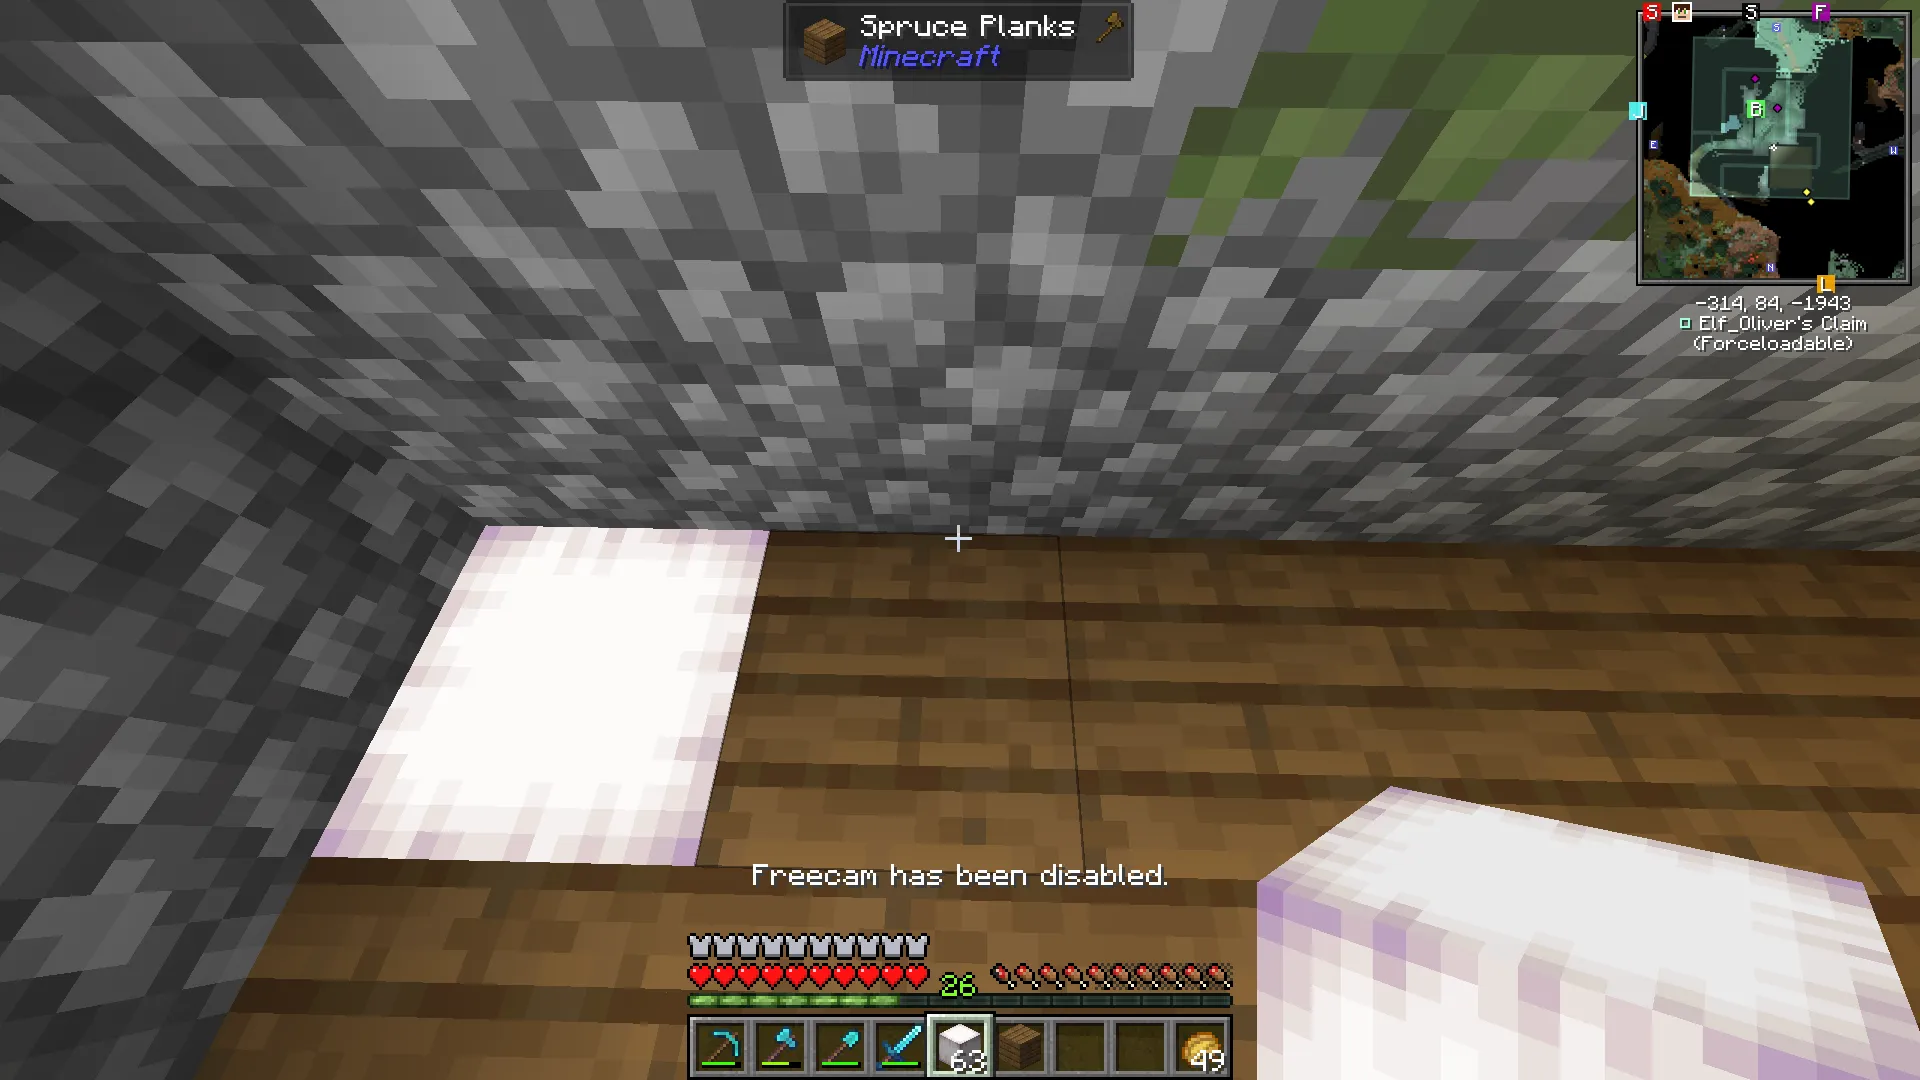 Spruce Planks
Minecraft
S S F
S
B
J
E
W
N
L
-314, 84, -1943
Elf_Oliver's Claim
(Forceloadable)
Freecam has been disabled.
26
63
49